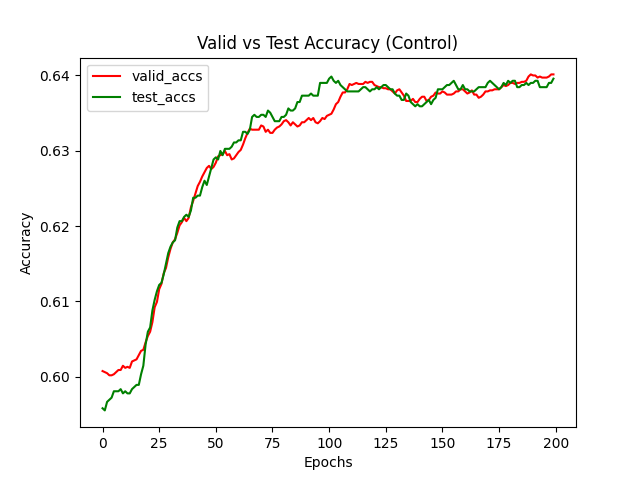 Valid vs Test Accuracy (Control)
valid_accs
test_accs
0.64
0.63
0.62
0.61
0.60
Accuracy
0 25 50 75 100 125 150 175 200
Epochs